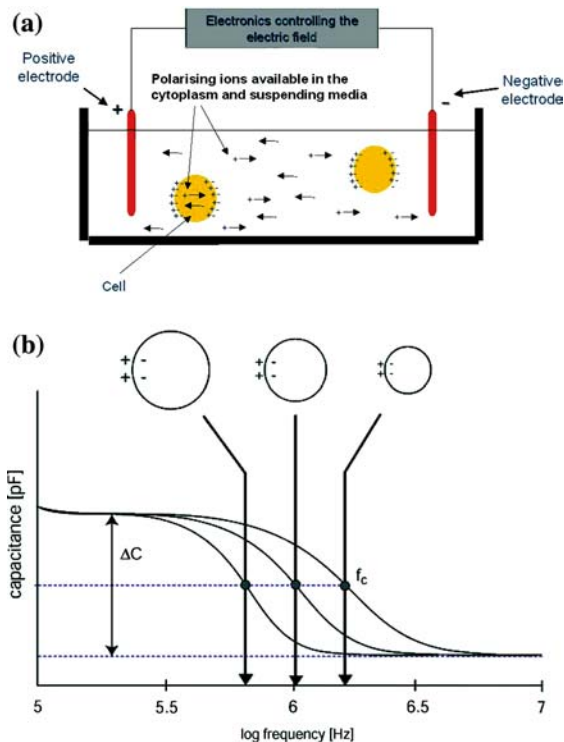 (a)
Electronics controlling the
electric field
Positive
electrode
+
Polarising ions available in the
cytoplasm and suspending media
-
Negative
electrode
Cell
(b)
+ -
+ -
+ -
+ -
+ -
+ -
capacitance [pF]
ΔC
fc
5
5.5
6
6.5
7
log frequency [Hz]